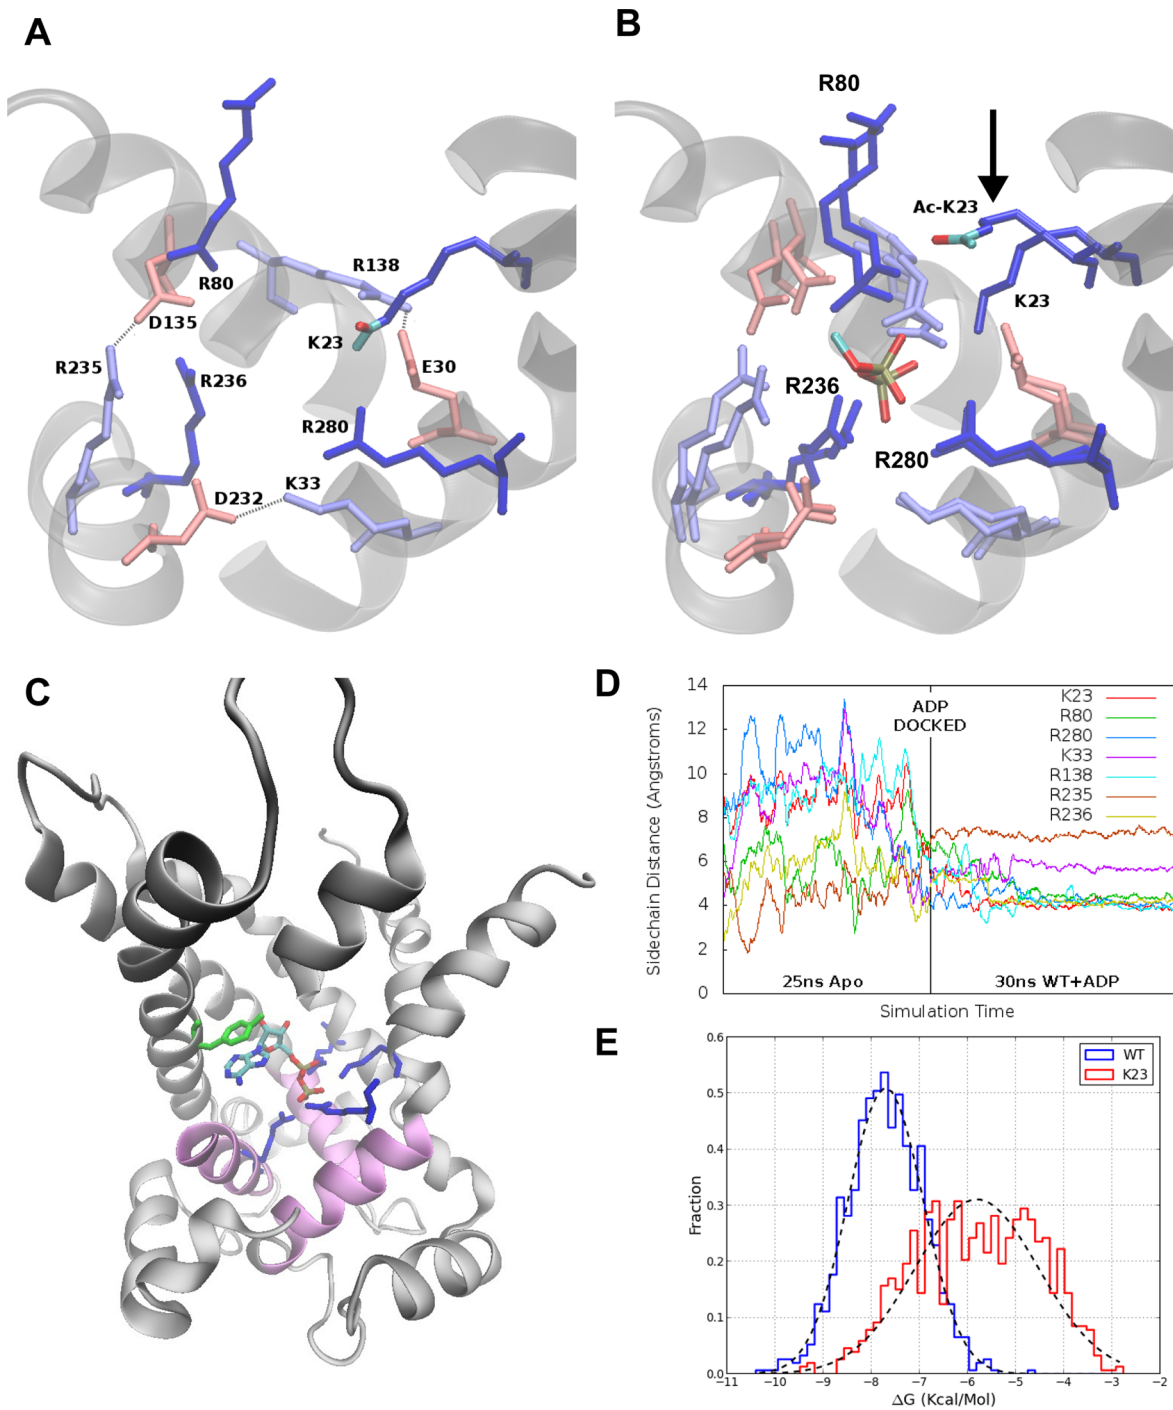 A
R80
R138
D135
K23
R235
R236
E30
R280
D232
K33
B
R80
Ac-K23
K23
R236
R280
C
D
Sidechain Distance (Angstroms)
14
12
10
8
6
4
2
0
ADP
DOCKED
K23
R80
R280
K33
R138
R235
R236
25ns Apo
30ns WT+ADP
Simulation Time
E
Fraction
0.6
0.5
0.4
0.3
0.2
0.1
0.0
WT
K23
−11 −10 −9 −8 −7 −6 −5 −4 −3 −2
ΔG (Kcal/Mol)